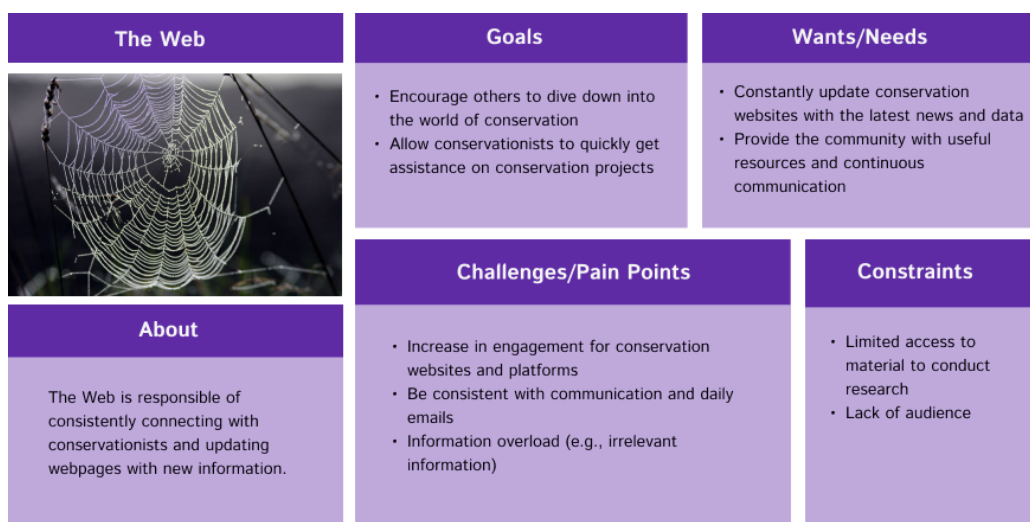 The Web
About
The Web is responsible of
consistently connecting with
conservationists and updating
webpages with new information.
Goals
• Encourage others to dive down into
the world of conservation
• Allow conservationists to quickly get
assistance on conservation projects
Wants/Needs
• Constantly update conservation
websites with the latest news and data
• Provide the community with useful
resources and continuous
communication
Challenges/Pain Points
• Increase in engagement for conservation
websites and platforms
• Be consistent with communication and daily
emails
• Information overload (e.g., irrelevant
information)
Constraints
• Limited access to
material to conduct
research
• Lack of audience